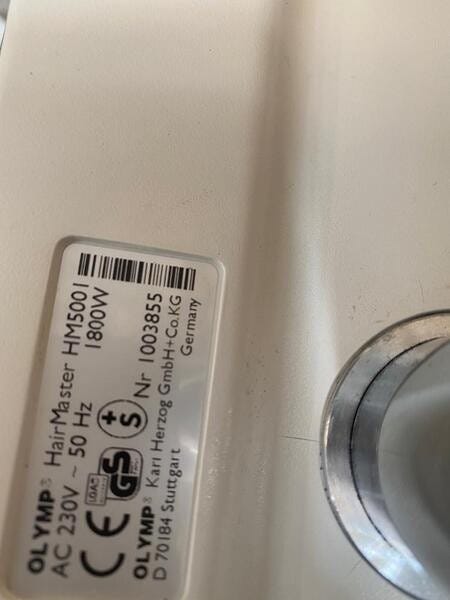 OLYMP® HairMaster HM5001
AC 230V ~ 50 Hz 1800W
CE LGA GS +S Nr 1003855
OLYMP® Karl Herzog GmbH+Co.KG
D 70184 Stuttgart Germany